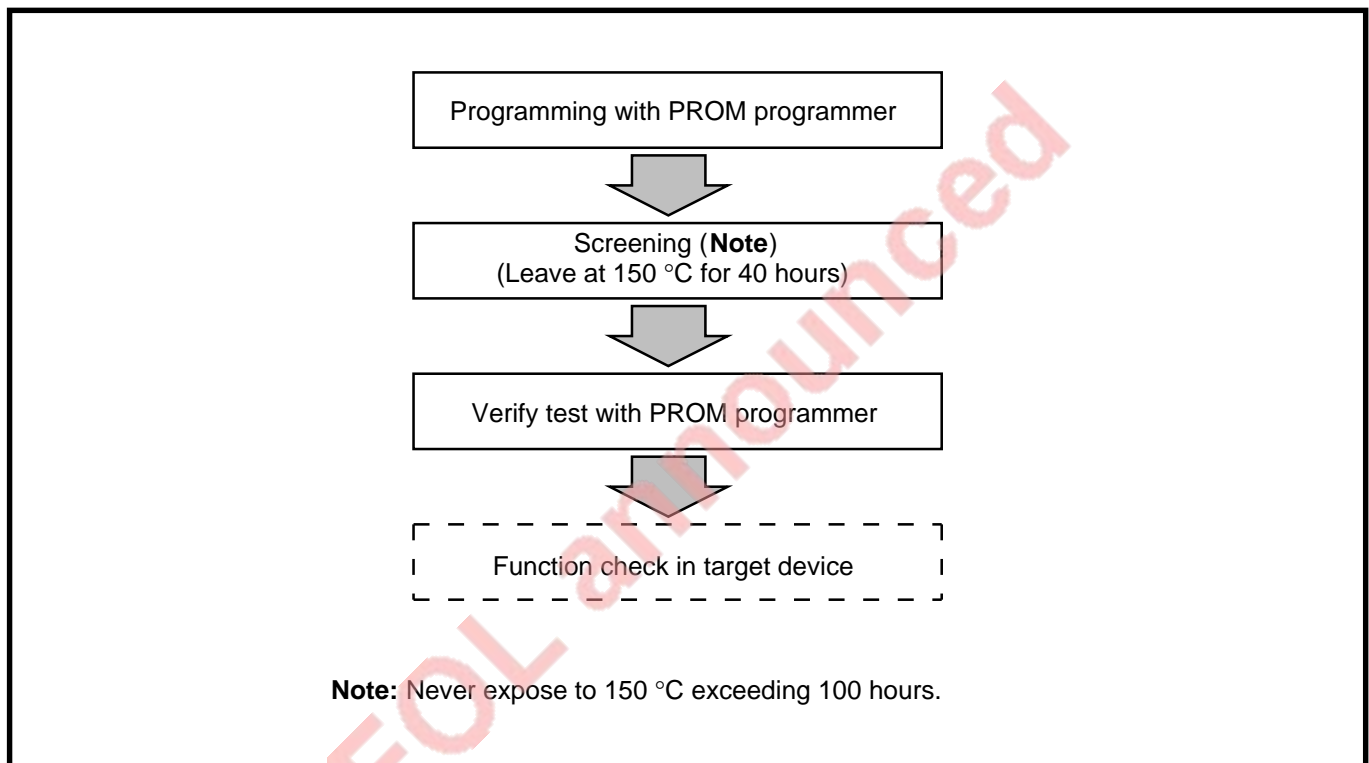 Programming with PROM programmer
Screening (Note)
(Leave at 150 °C for 40 hours)
Verify test with PROM programmer
Function check in target device
Note: Never expose to 150 °C exceeding 100 hours.
EOL announced